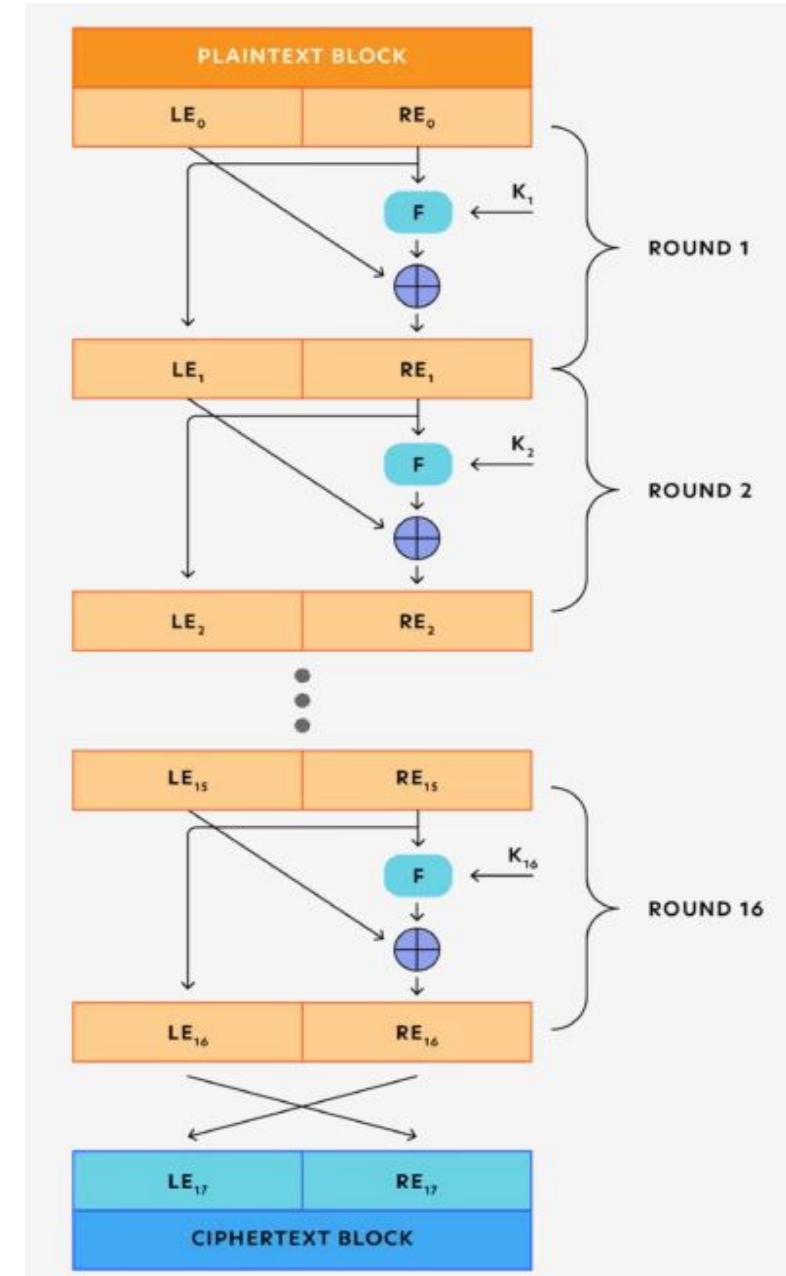 PLAINTEXT BLOCK
LE₀ RE₀
K₁
F
ROUND 1
LE₁ RE₁
K₂
F
ROUND 2
LE₂ RE₂
LE₁₅ RE₁₅
K₁₆
F
ROUND 16
LE₁₆ RE₁₆
LE₁₇ RE₁₇
CIPHERTEXT BLOCK